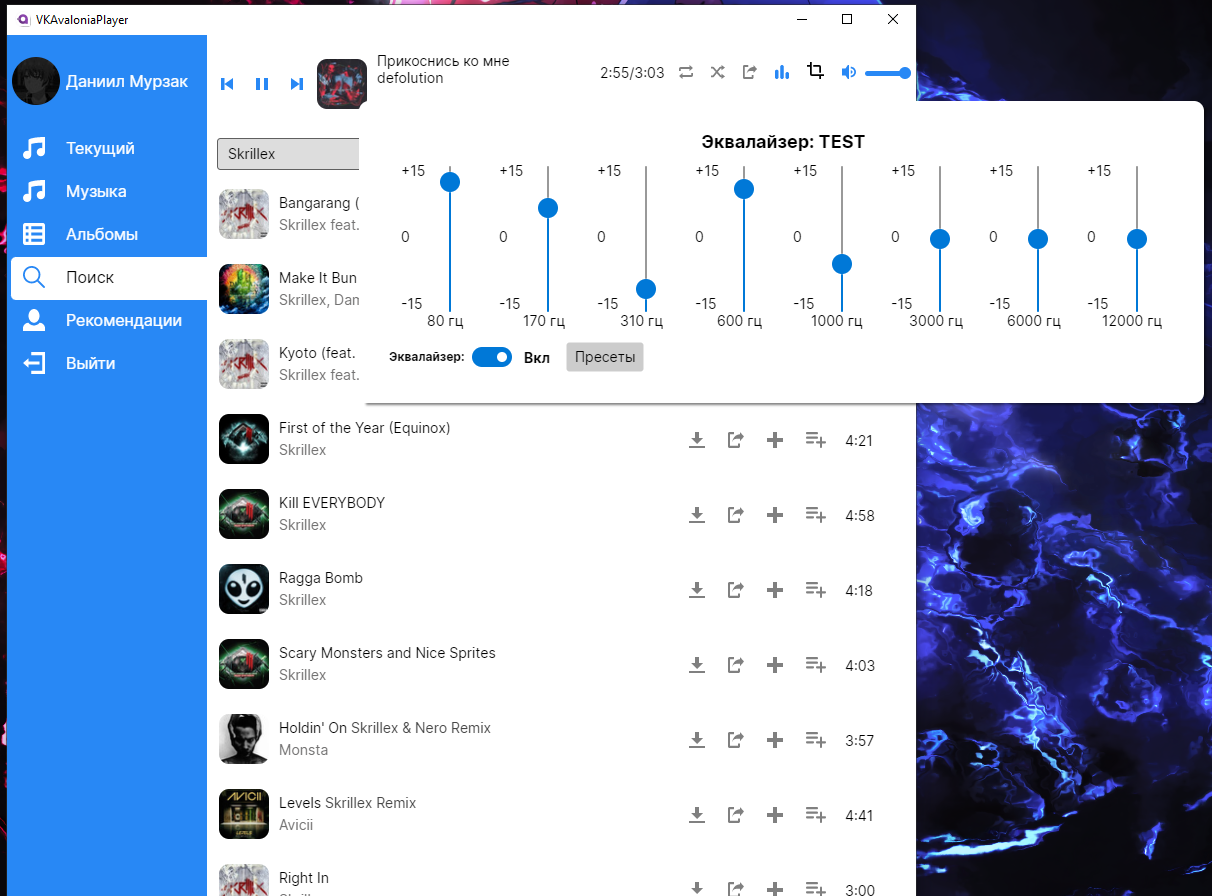 VKAvaloniaPlayer
Даниил Мурзак
Текущий
Музыка
Альбомы
Поиск
Рекомендации
Выйти
Прикоснись ко мне
defolution
2:55/3:03
Skrillex
Эквалайзер: TEST
+15 +15 +15 +15 +15 +15 +15 +15
0 0 0 0 0 0 0 0
-15 -15 -15 -15 -15 -15 -15 -15
80 гц 170 гц 310 гц 600 гц 1000 гц 3000 гц 6000 гц 12000 гц
Эквалайзер: Вкл Пресеты
Bangarang (
Skrillex feat.
Make It Bun
Skrillex, Dam
Kyoto (feat.
Skrillex feat.
First of the Year (Equinox)
Skrillex
4:21
Kill EVERYBODY
Skrillex
4:58
Ragga Bomb
Skrillex
4:18
Scary Monsters and Nice Sprites
Skrillex
4:03
Holdin' On Skrillex & Nero Remix
Monsta
3:57
Levels Skrillex Remix
Avicii
4:41
Right In
3:00